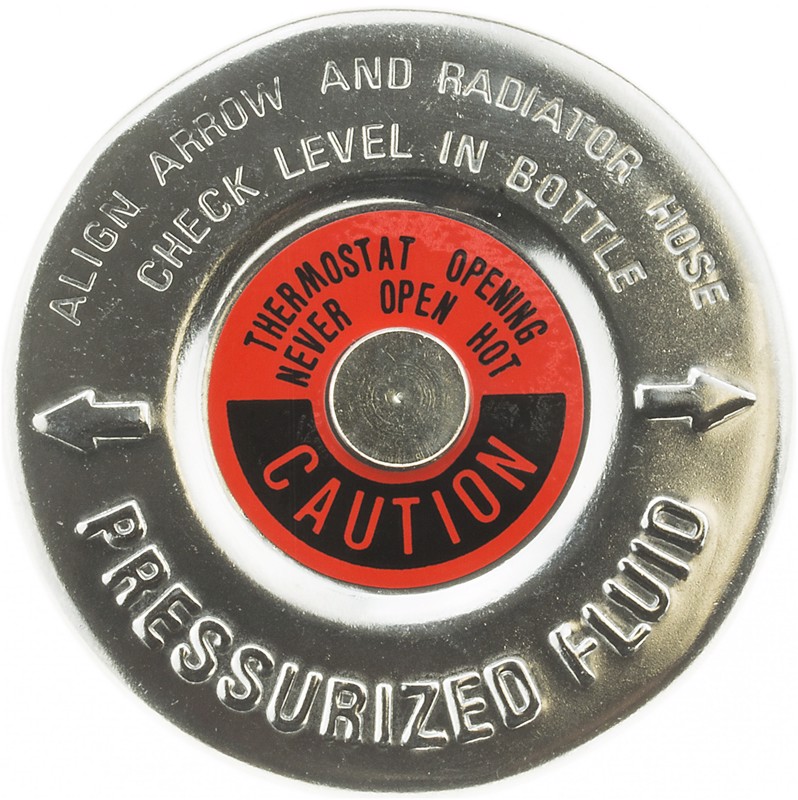 ALIGN ARROW AND RADIATOR HOSE
CHECK LEVEL IN BOTTLE
THERMOSTAT OPENING
NEVER OPEN HOT
CAUTION
PRESSURIZED FLUID